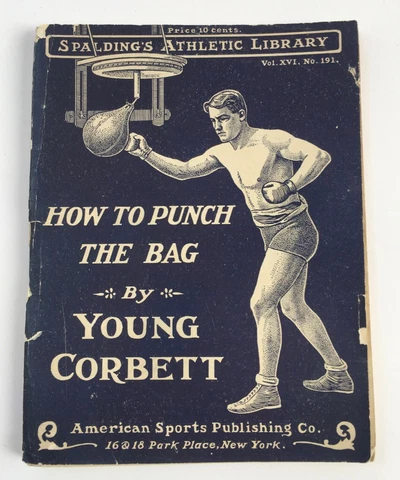 Price 10 cents.
SPALDING'S ATHLETIC LIBRARY
Vol. XVI. No. 191.
HOW TO PUNCH
THE BAG
By
YOUNG
CORBETT
American Sports Publishing Co.
16 & 18 Park Place, New York.